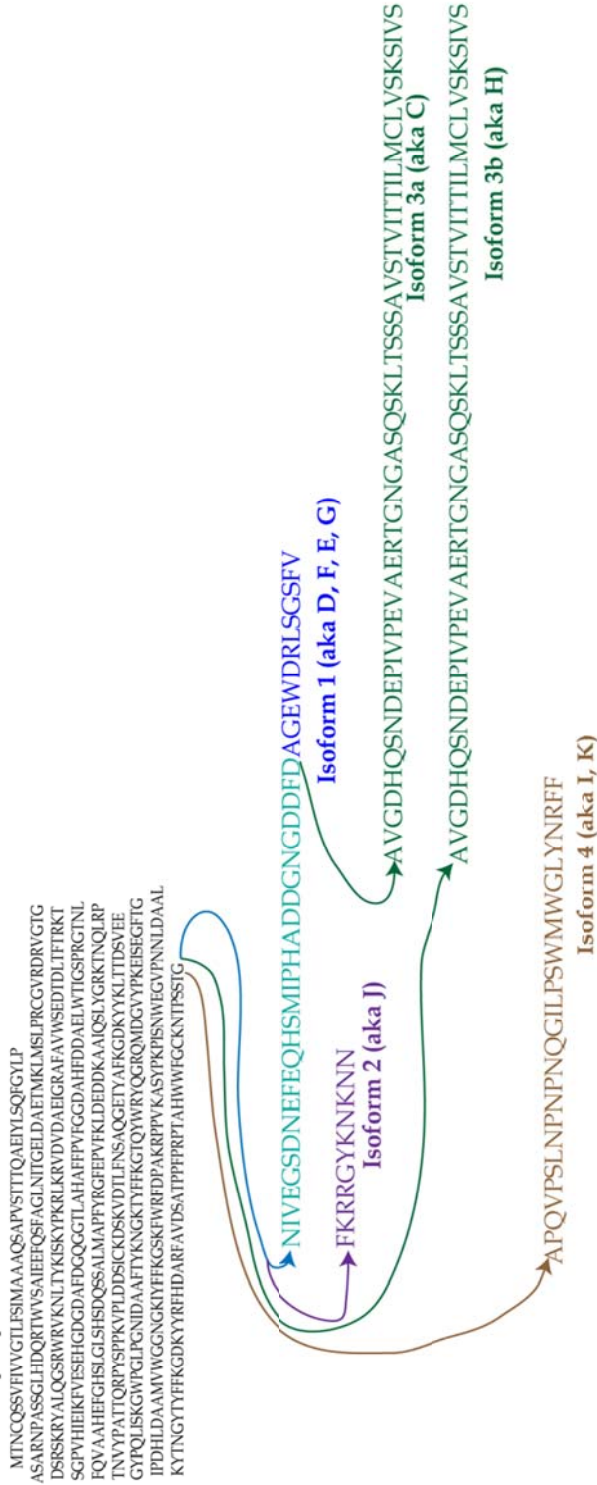 MTNCQSSVFIVVGTLFSIMAAAQSAPVSTTTQAEIYLSQFGYLP
ASARNPASSGLHDQRTWVSAIEEFQSFAGLNITGELDAETMKLMSLPRCGVRDRVGTG
DSRSKRYALQGSRWRVKNLTYKISKYPKRLKRVDVDAEIGRAFAVWSEDTDLTFTRKT
SGPVHIEIKFVESEHGDGDAFDGQGGTLAHAFFPVFGGDAHFDDAELWTIGSPRGTNL
FQVAAHEFGHSLGLSHSDQSSALMAPFYRGFEPVFKLDEDDKAAIQSLYGRKTNQLRP
TNVYPATTQRPYSPPKVPLDDSICKDSKVDTLFNSAQGETYAFKGDKYYKLTTDSVEE
GYPQLISKGWPGLPGNIDAAFTYKNGKTYFFKGTQYWRYQGRQMDGVYPKEISEGFTG
IPDHLDAAMVWGGNGKIYFFKGSKFWRFDPAKRPPVKASYPKPISNWEGVPNNLDAAL
KYTNGYTYFFKGDKYYRFHDARFAVDSATPPFPRPTAHWWFGCKNTPSSTG
NIVEGSDNEFEQHSMIPHADDGNGDDFDAGEWDRLSGSFV
Isoform 1 (aka D, F, E, G)
FKRRGYKNKNN
Isoform 2 (aka J)
AVGDHQSNDEPIVPEVAERTGNGASQSKLTSSSAVSTVITTILMCLVSKSIVS
Isoform 3a (aka C)
AVGDHQSNDEPIVPEVAERTGNGASQSKLTSSSAVSTVITTILMCLVSKSIVS
Isoform 3b (aka H)
APQVPSLNPNPNQGILPSWMWGLYNRFF
Isoform 4 (aka I, K)